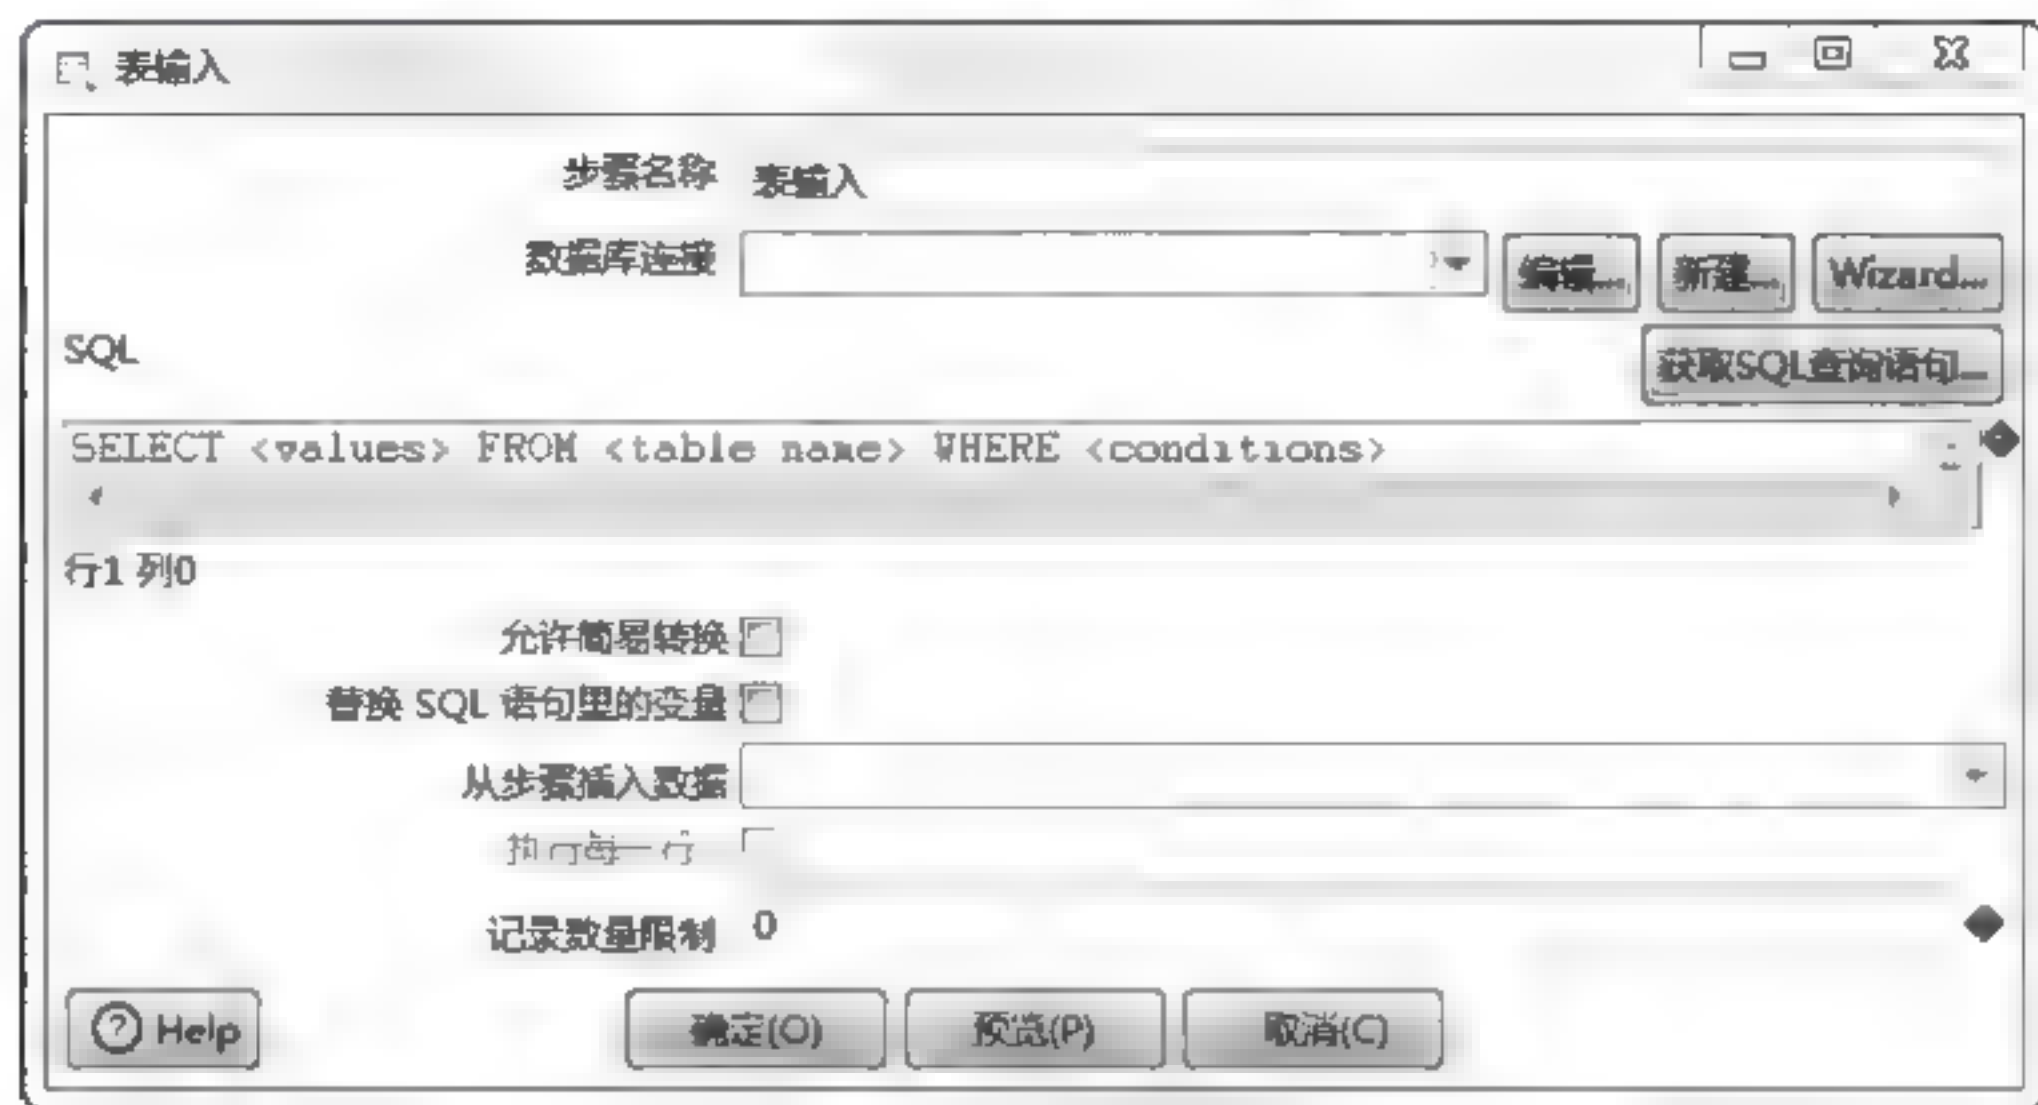 表输入
步骤名称 表输入
数据库连接 编辑... 新建... Wizard...
SQL 获取SQL查询语句...
SELECT <values> FROM <table name> WHERE <conditions>
行1 列0
允许简易转换
替换 SQL 语句里的变量
从步骤插入数据
执行每一行
记录数量限制 0
Help 确定(O) 预览(P) 取消(C)